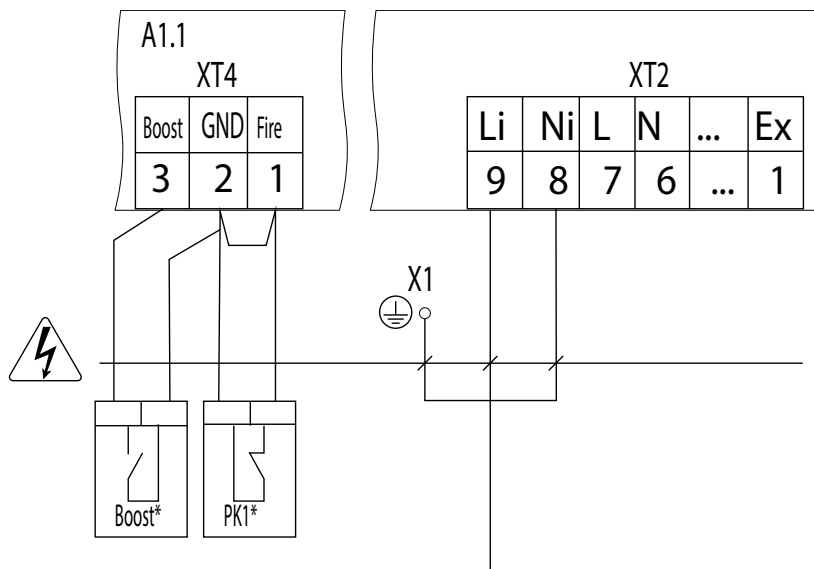 A1.1
XT4
Boost GND Fire
3 2 1
XT2
Li Ni L N ... Ex
9 8 7 6 ... 1
X1
Boost*
PK1*